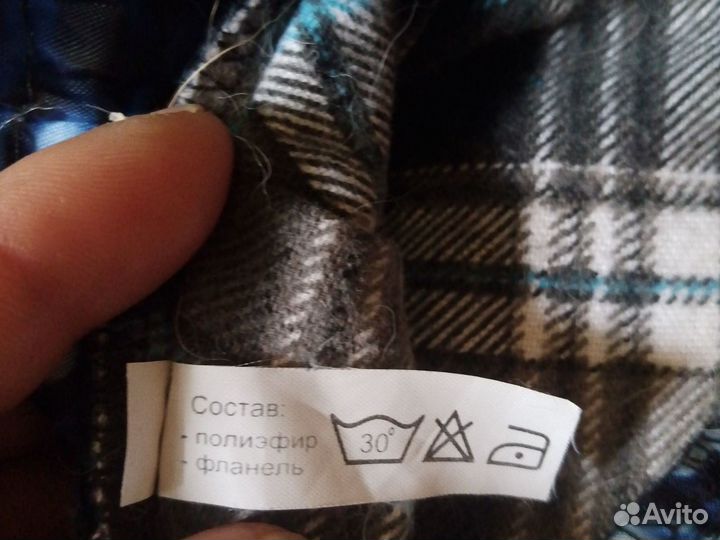 Состав:
- полиэфир
- фланель
30°
Avito